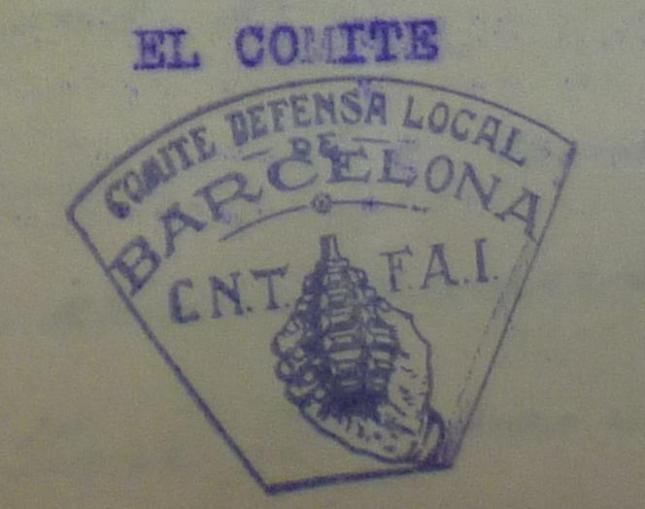 EL COMITE
COMITE DEFENSA LOCAL
DE
BARCELONA
C.N.T. F.A.I.